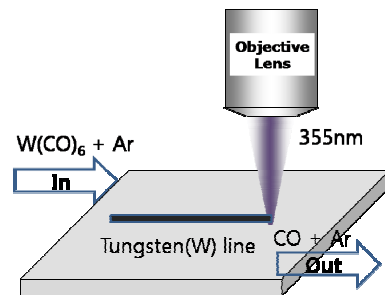 Objective
Lens
355nm
W(CO)₆ + Ar
In
Tungsten(W) line
CO + Ar
Out